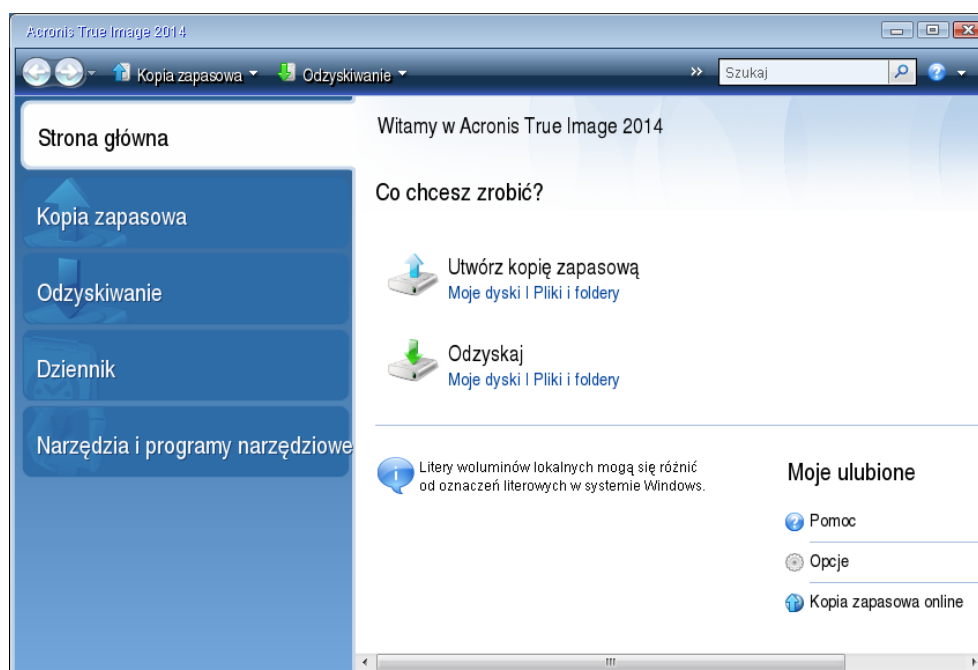 Acronis True Image 2014
Kopia zapasowa
Odzyskiwanie
Szukaj
Strona główna
Kopia zapasowa
Odzyskiwanie
Dziennik
Narzędzia i programy narzędziowe
Witamy w Acronis True Image 2014
Co chcesz zrobić?
Utwórz kopię zapasową
Moje dyski | Pliki i foldery
Odzyskaj
Moje dyski | Pliki i foldery
Litery woluminów lokalnych mogą się różnić
od oznaczeń literowych w systemie Windows.
Moje ulubione
Pomoc
Opcje
Kopia zapasowa online